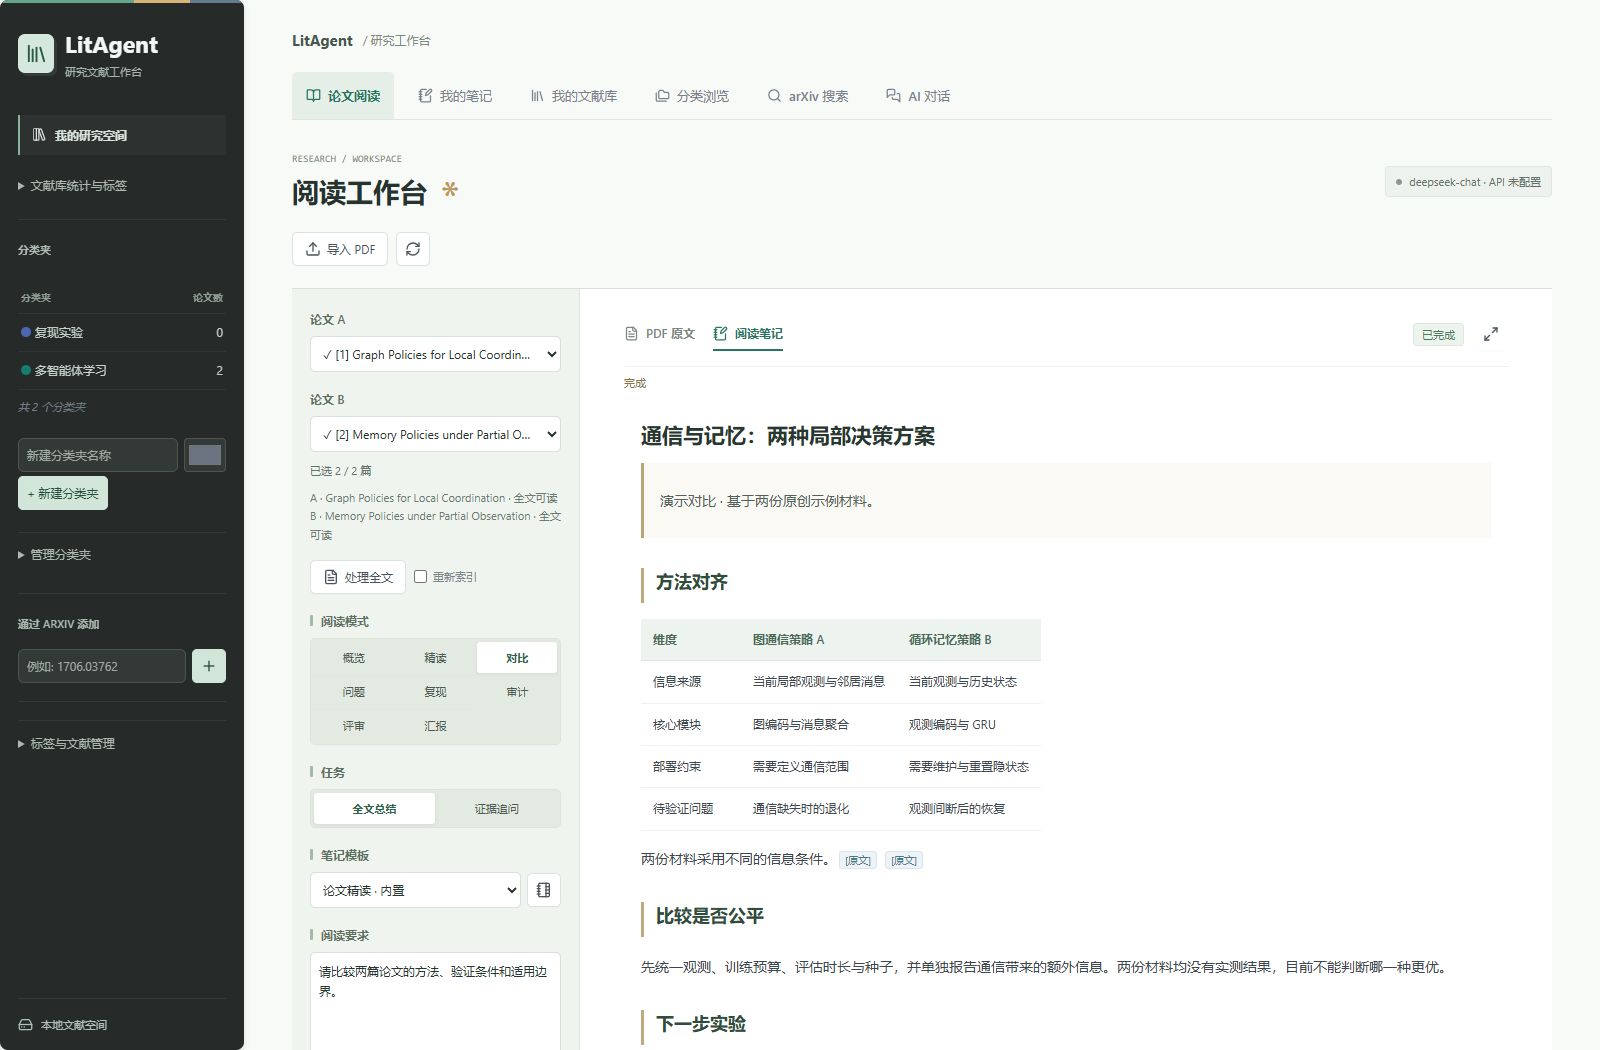 LitAgent
研究文献工作台
我的研究空间
文献库统计与标签
分类夹
分类夹 论文数
复现实验 0
多智能体学习 2
共 2 个分类夹
新建分类夹名称
+ 新建分类夹
管理分类夹
通过 ARXIV 添加
例如: 1706.03762
+
标签与文献管理
本地文献空间
LitAgent / 研究工作台
论文阅读 我的笔记 我的文献库 分类浏览 arXiv 搜索 AI 对话
RESEARCH / WORKSPACE
阅读工作台 *
deepseek-chat · API 未配置
导入 PDF
论文 A
✓ [1] Graph Policies for Local Coordin...
论文 B
✓ [2] Memory Policies under Partial O...
已选 2 / 2 篇
A · Graph Policies for Local Coordination · 全文可读
B · Memory Policies under Partial Observation · 全文
可读
处理全文 重新索引
阅读模式
概览 精读 对比
问题 复现 审计
评审 汇报
任务
全文总结 证据追问
笔记模板
论文精读 · 内置
阅读要求
请比较两篇论文的方法、验证条件和适用边
界。
PDF 原文 阅读笔记 已完成
完成
通信与记忆：两种局部决策方案
演示对比 · 基于两份原创示例材料。
方法对齐
维度 图通信策略 A 循环记忆策略 B
信息来源 当前局部观测与邻居消息 当前观测与历史状态
核心模块 图编码与消息聚合 观测编码与 GRU
部署约束 需要定义通信范围 需要维护与重置隐状态
待验证问题 通信缺失时的退化 观测间断后的恢复
两份材料采用不同的信息条件。 [原文] [原文]
比较是否公平
先统一观测、训练预算、评估时长与种子，并单独报告通信带来的额外信息。两份材料均没有实测结果，目前不能判断哪一种更优。
下一步实验